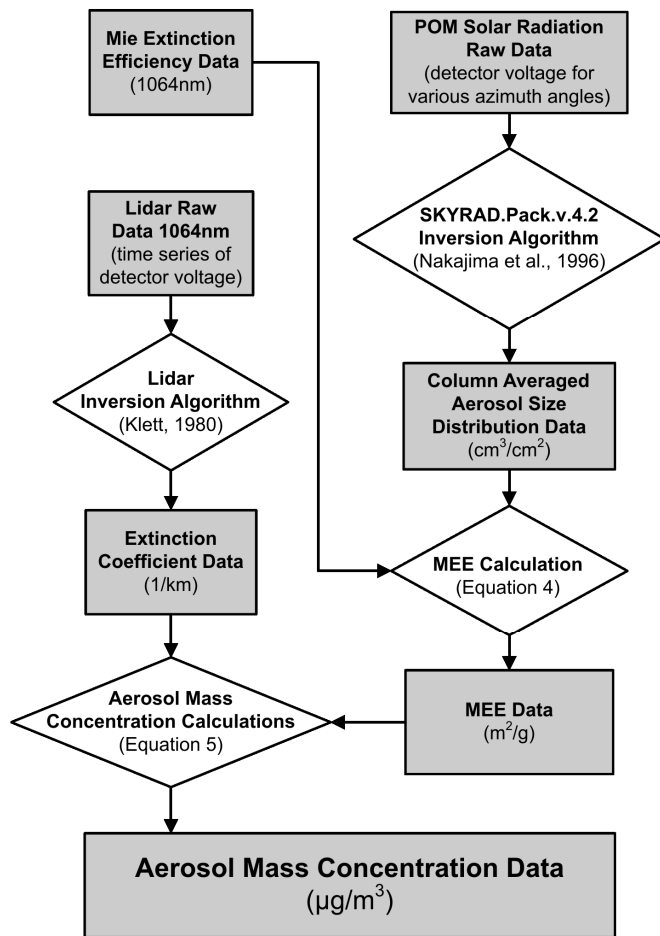 Mie Extinction
Efficiency Data
(1064nm)
POM Solar Radiation
Raw Data
(detector voltage for
various azimuth angles)
Lidar Raw
Data 1064nm
(time series of
detector voltage)
SKYRAD.Pack.v.4.2
Inversion Algorithm
(Nakajima et al., 1996)
Lidar
Inversion Algorithm
(Klett, 1980)
Column Averaged
Aerosol Size
Distribution Data
(cm³/cm²)
Extinction
Coefficient Data
(1/km)
MEE Calculation
(Equation 4)
Aerosol Mass
Concentration Calculations
(Equation 5)
MEE Data
(m²/g)
Aerosol Mass Concentration Data
(µg/m³)